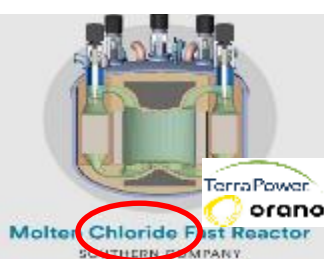 TerraPower
orano
Molten Chloride Fast Reactor
SOUTHERN COMPANY